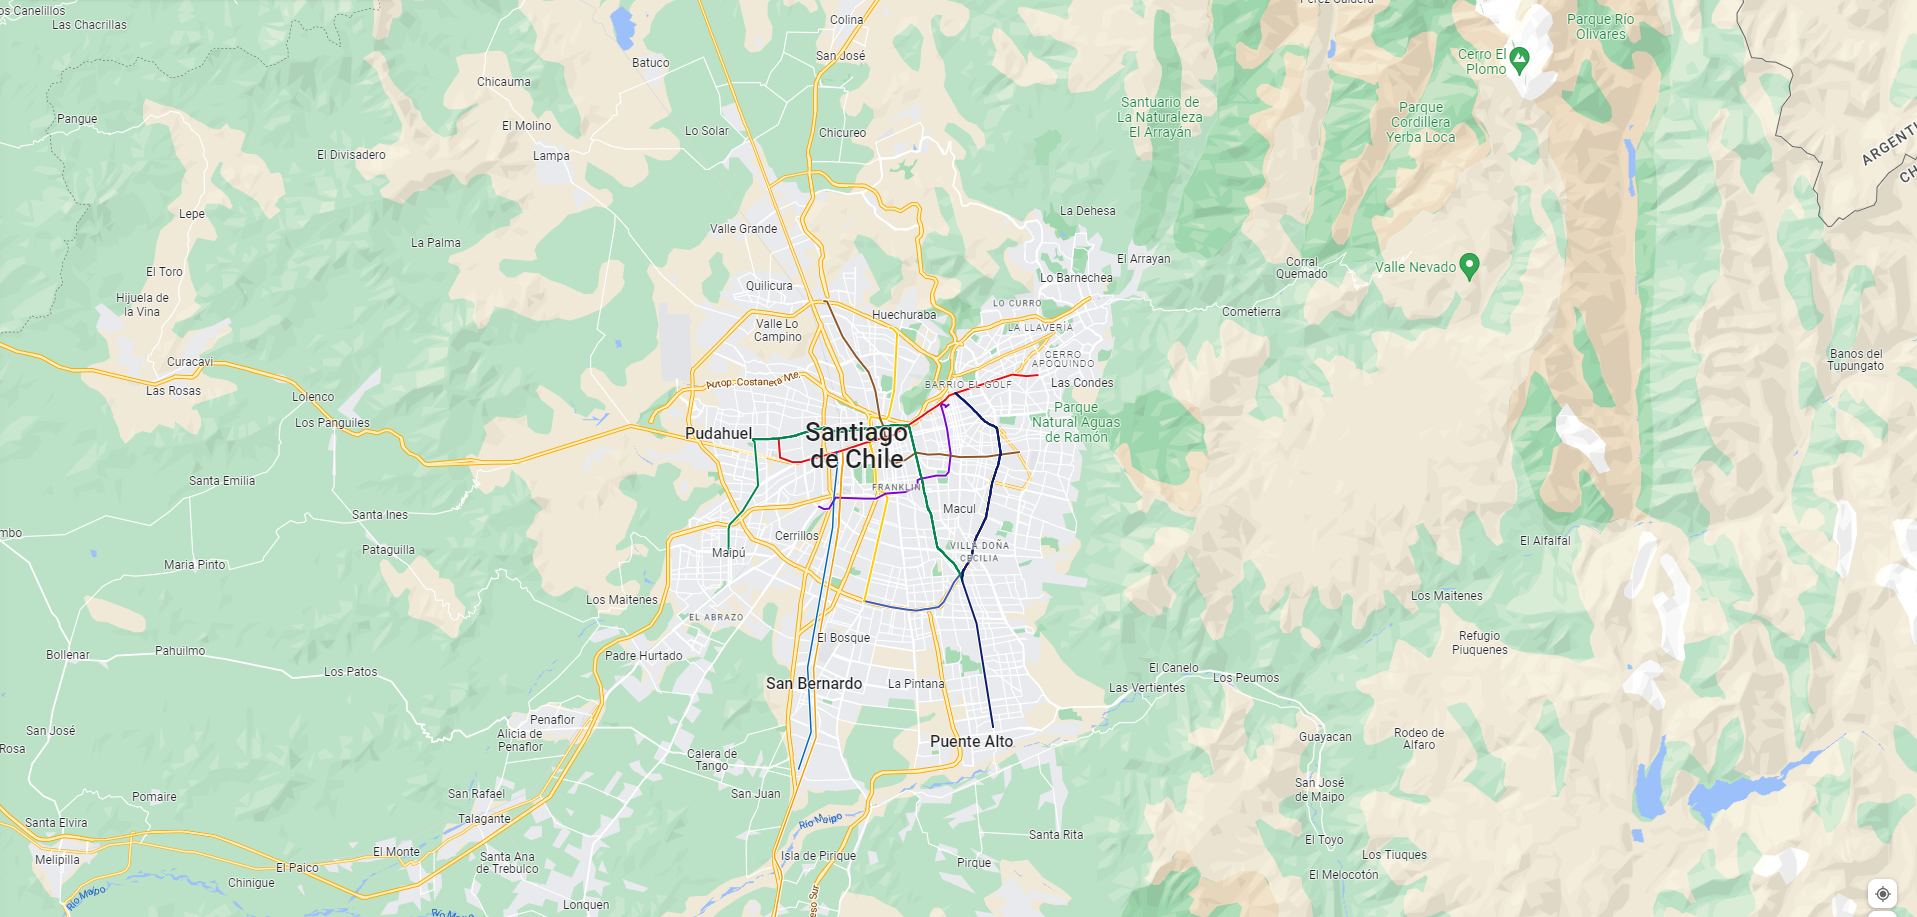 os Canelillos
Las Chacrillas
Colina
San José
Batuco
Chicauma
Pangue
El Molino
Lo Solar
Chicureo
El Divisadero
Lampa
Santuario de
La Naturaleza
El Arrayán
Cerro El
Plomo
Parque Río
Olivares
Parque
Cordillera
Yerba Loca
ARGENTI
CH
Lepe
La Palma
Valle Grande
La Dehesa
El Arrayan
Corral
Quemado
Valle Nevado
El Toro
Hijuela de
la Vina
Quilicura
Lo Barnechea
LO CURRO
Cometierra
Valle Lo
Campino
Huechuraba
LA LLAVERÍA
CERRO
APOQUINDO
Banos del
Tupungato
Curacavi
Las Rosas
Autop. Costanera Nte.
BARRIO EL GOLF
Las Condes
Lolenco
Los Panguiles
Pudahuel
Santiago
de Chile
Parque
Natural Aguas
de Ramón
Santa Emilia
FRANKLIN
Santa Ines
Macul
mbo
Pataguilla
Maipú
Cerrillos
VILLA DOÑA
CECILIA
El Alfalfal
Maria Pinto
Los Maitenes
EL ABRAZO
Los Maitenes
El Bosque
Refugio
Piuquenes
Bollenar
Pahuilmo
Los Patos
Padre Hurtado
San Bernardo
La Pintana
El Canelo
Las Vertientes
Los Peumos
San José
Rosa
Penaflor
Alicia de
Penaflor
Calera de
Tango
Puente Alto
Guayacan
Rodeo de
Alfaro
Pomaire
San Rafael
Talagante
San Juan
San José
de Maipo
Santa Elvira
Melipilla
El Monte
Río Maipo
Santa Rita
El Toyo
El Paico
Chinigue
Santa Ana
de Trebulco
Isla de Pirque
Pirque
Los Tiuques
El Melocotón
Río Maipo
Lonquen
eso Sur